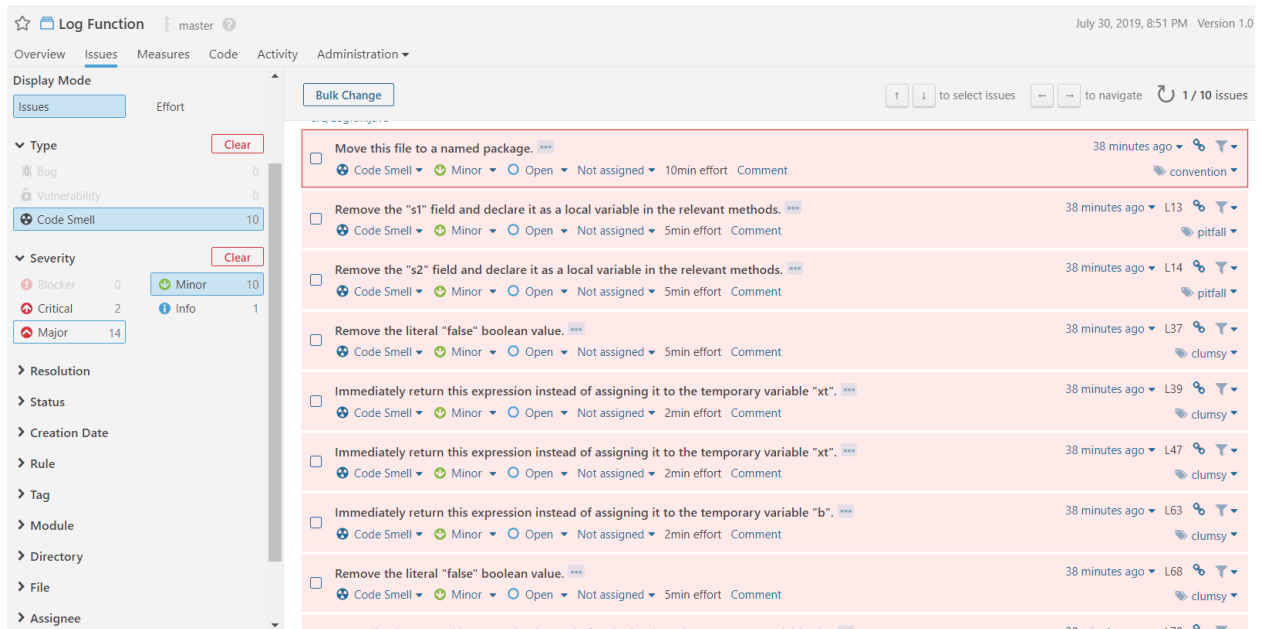 Log Function master
July 30, 2019, 8:51 PM Version 1.0
Overview Issues Measures Code Activity Administration
Display Mode
Issues Effort
Type Clear
Bug 0
Vulnerability 0
Code Smell 10
Severity Clear
Blocker 0 Minor 10
Critical 2 Info 1
Major 14
Resolution
Status
Creation Date
Rule
Tag
Module
Directory
File
Assignee
Bulk Change
↑ ↓ to select issues ← → to navigate 1 / 10 issues
Move this file to a named package. 38 minutes ago
Code Smell Minor Open Not assigned 10min effort Comment convention
Remove the "s1" field and declare it as a local variable in the relevant methods. 38 minutes ago L13
Code Smell Minor Open Not assigned 5min effort Comment pitfall
Remove the "s2" field and declare it as a local variable in the relevant methods. 38 minutes ago L14
Code Smell Minor Open Not assigned 5min effort Comment pitfall
Remove the literal "false" boolean value. 38 minutes ago L37
Code Smell Minor Open Not assigned 5min effort Comment clumsy
Immediately return this expression instead of assigning it to the temporary variable "xt". 38 minutes ago L39
Code Smell Minor Open Not assigned 2min effort Comment clumsy
Immediately return this expression instead of assigning it to the temporary variable "xt". 38 minutes ago L47
Code Smell Minor Open Not assigned 2min effort Comment clumsy
Immediately return this expression instead of assigning it to the temporary variable "b". 38 minutes ago L63
Code Smell Minor Open Not assigned 2min effort Comment clumsy
Remove the literal "false" boolean value. 38 minutes ago L68
Code Smell Minor Open Not assigned 5min effort Comment clumsy